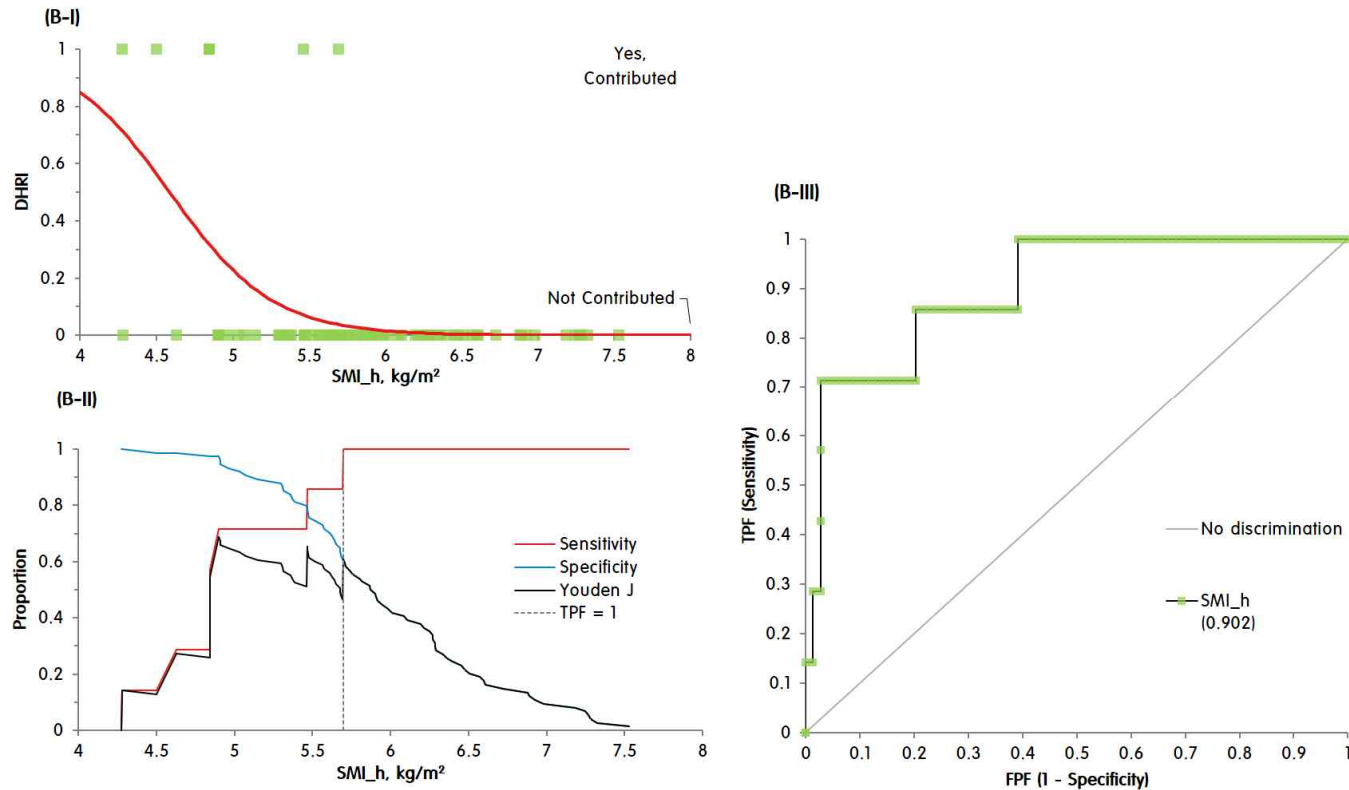 (B-I)
1
0.8
0.6
0.4
0.2
0
DHRI
Yes,
Contributed
Not Contributed
4
4.5
5
5.5
6
6.5
7
7.5
8
SMI_h, kg/m²
(B-II)
1
0.8
0.6
0.4
0.2
0
Proportion
Sensitivity
Specificity
Youden J
TPF = 1
4
4.5
5
5.5
6
6.5
7
7.5
8
SMI_h, kg/m²
(B-III)
1
0.9
0.8
0.7
0.6
0.5
0.4
0.3
0.2
0.1
0
TPF (Sensitivity)
No discrimination
SMI_h
(0.902)
0
0.1
0.2
0.3
0.4
0.5
0.6
0.7
0.8
0.9
1
FPF (1 - Specificity)